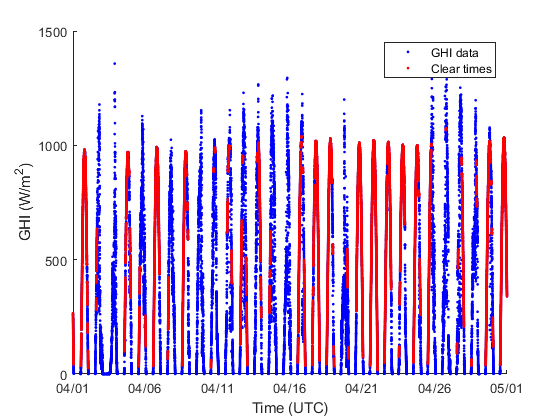 1500
GHI data
Clear times
1000
GHI (W/m²)
500
0
04/01 04/06 04/11 04/16 04/21 04/26 05/01
Time (UTC)